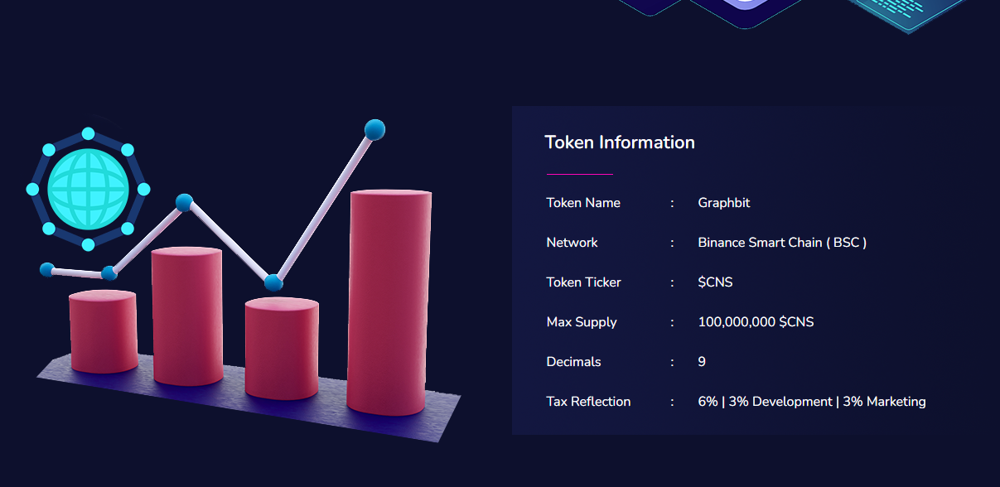 Token Information
Token Name : Graphbit
Network : Binance Smart Chain ( BSC )
Token Ticker : $CNS
Max Supply : 100,000,000 $CNS
Decimals : 9
Tax Reflection : 6% | 3% Development | 3% Marketing